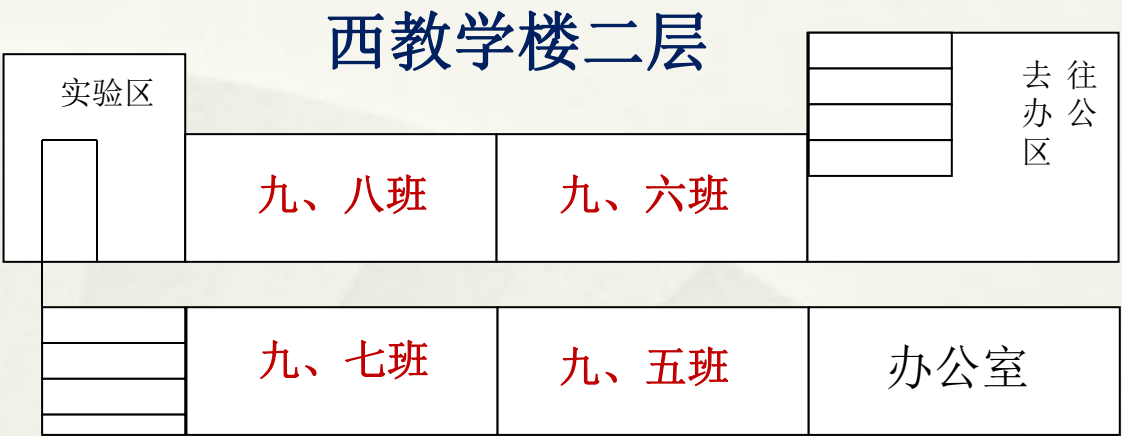 西教学楼二层
实验区
去往
办公
区
九、八班
九、六班
九、七班
九、五班
办公室